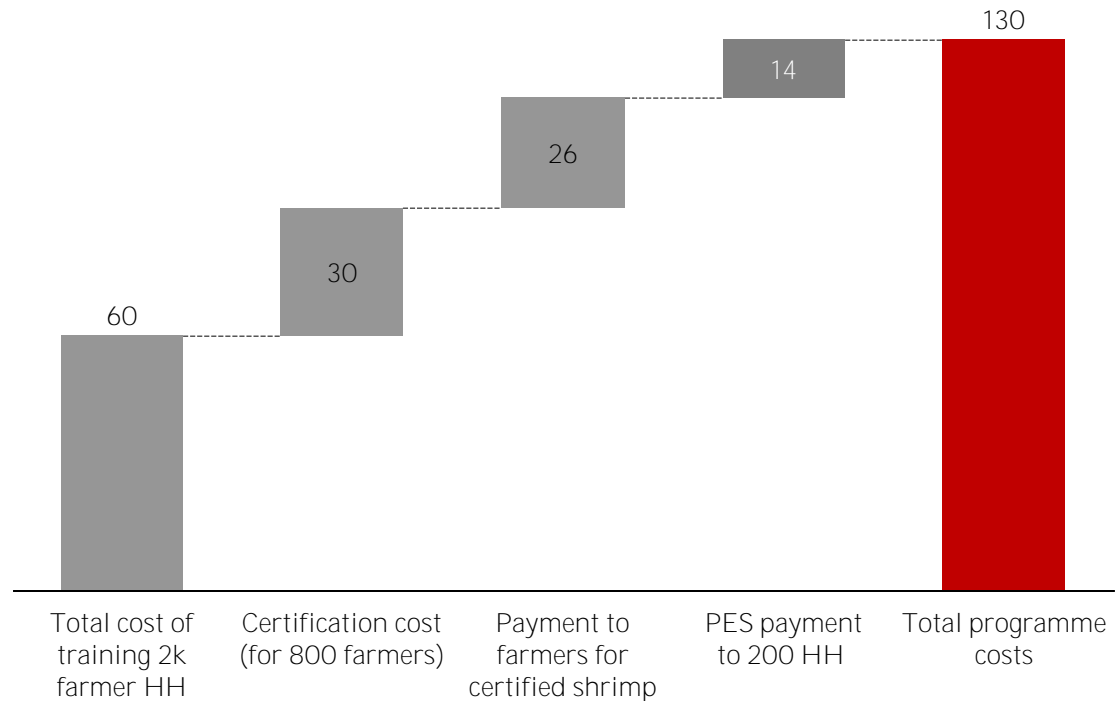 130
14
26
30
60
Total cost of
training 2k
farmer HH
Certification cost
(for 800 farmers)
Payment to
farmers for
certified shrimp
PES payment
to 200 HH
Total programme
costs